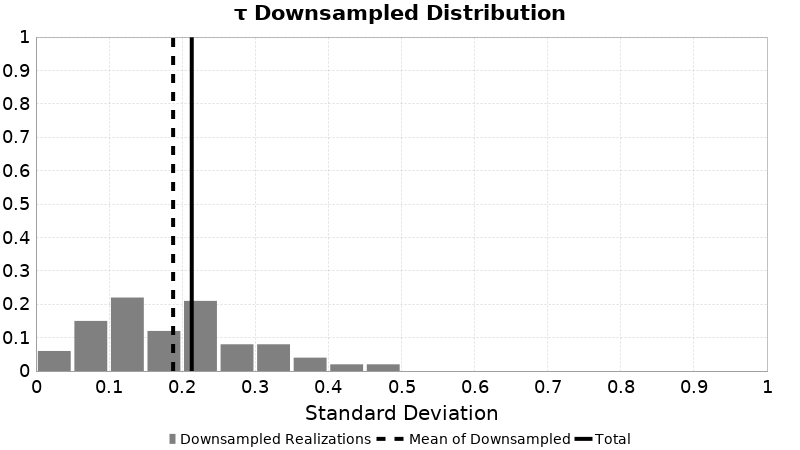 τ Downsampled Distribution
1
0.9
0.8
0.7
0.6
0.5
0.4
0.3
0.2
0.1
0
0 0.1 0.2 0.3 0.4 0.5 0.6 0.7 0.8 0.9 1
Standard Deviation
Downsampled Realizations Mean of Downsampled Total